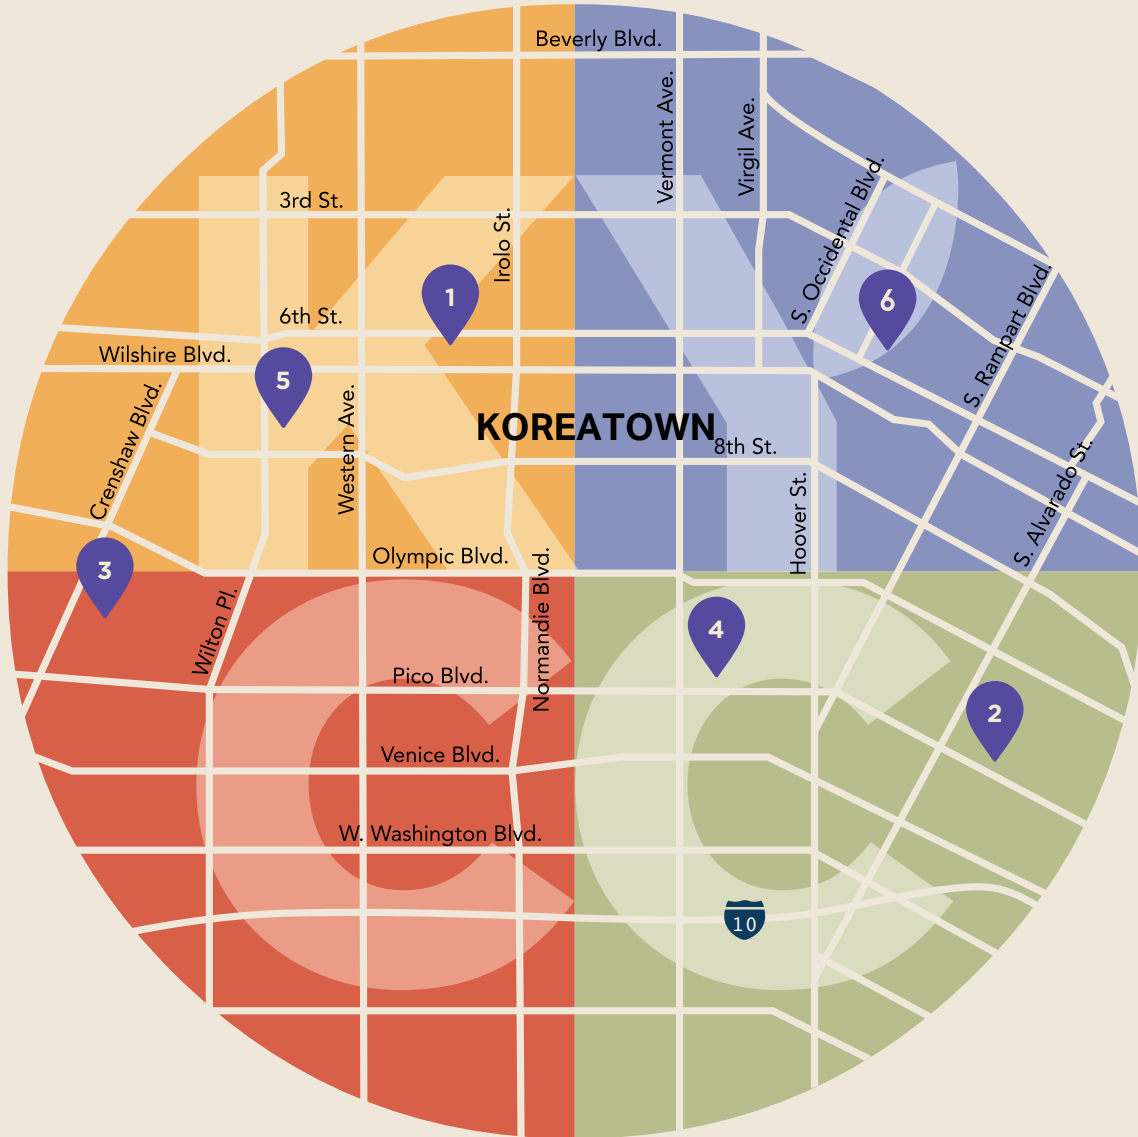 Beverly Blvd.
Vermont Ave.
Virgil Ave.
3rd St.
Irolo St.
S. Occidental Blvd.
1
6
6th St.
S. Rampart Blvd.
Wilshire Blvd.
5
Crenshaw Blvd.
Western Ave.
KOREATOWN
8th St.
Hoover St.
S. Alvarado St.
Olympic Blvd.
3
Normandie Blvd.
Wilton Pl.
4
Pico Blvd.
2
Venice Blvd.
W. Washington Blvd.
10